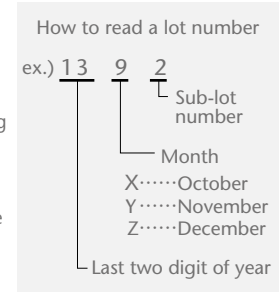 How to read a lot number
ex.) 13 9 2
Sub-lot
number
Month
X……October
Y……November
Z……December
Last two digit of year